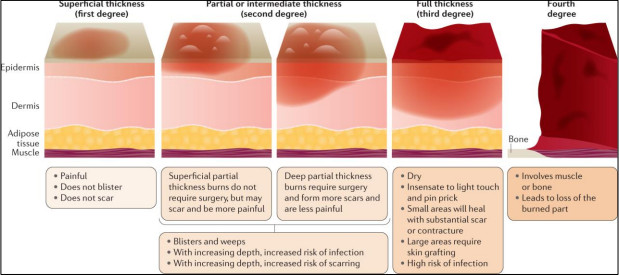 Superficial thickness
(first degree)
Partial or intermediate thickness
(second degree)
Full thickness
(third degree)
Fourth
degree
Epidermis
Dermis
Adipose
tissue
Muscle
Bone
• Painful
• Does not blister
• Does not scar
Superficial partial
thickness burns do not
require surgery, but may
scar and be more painful
Deep partial thickness
burns require surgery
and form more scars and
are less painful
• Blisters and weeps
• With increasing depth, increased risk of infection
• With increasing depth, increased risk of scarring
• Dry
• Insensate to light touch
and pin prick
• Small areas will heal
with substantial scar
or contracture
• Large areas require
skin grafting
• High risk of infection
• Involves muscle
or bone
• Leads to loss of the
burned part